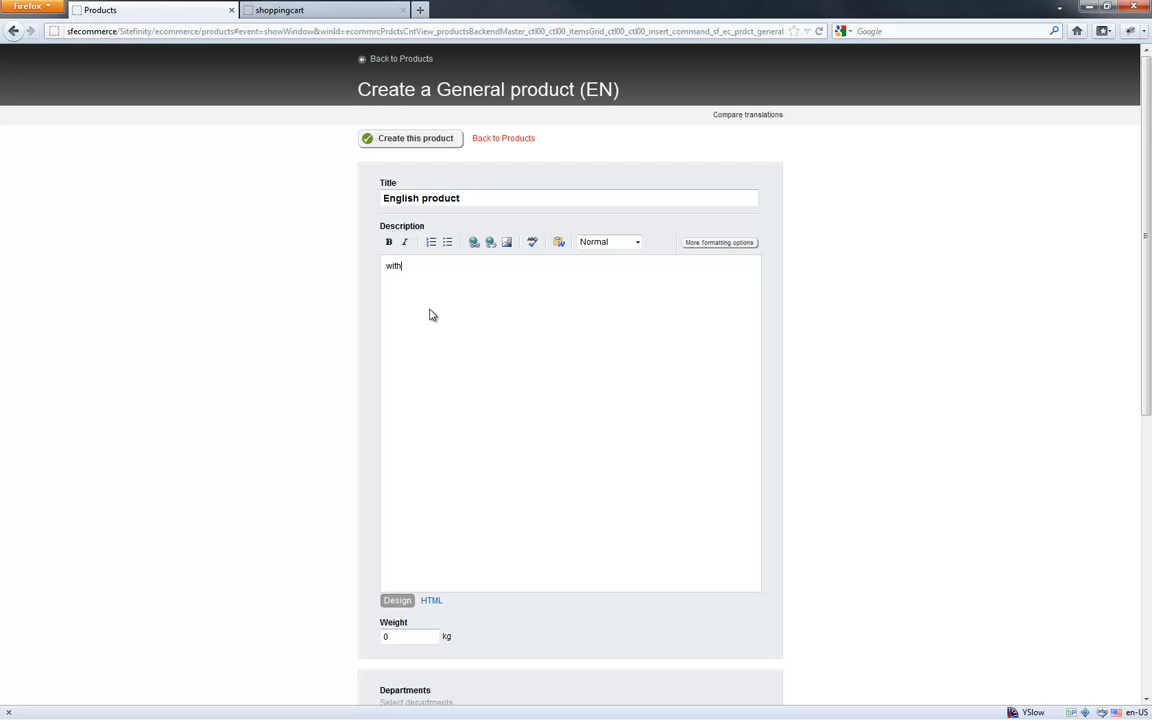 Firefox
Products
shoppingcart
sfecommerce/Sitefinity/ecommerce/products#event=showWindow&winId=ecommrcPrdctsCntView_productsBackendMaster_ctl00_ctl00_itemsGrid_ctl00_ctl00_insert_command_sf_ec_prdct_general
Google
Back to Products
Create a General product (EN)
Compare translations
Create this product
Back to Products
Title
English product
Description
B I ABC Normal More formatting options
with
Design HTML
Weight
0 kg
Departments
Select departments
YSlow
en-US